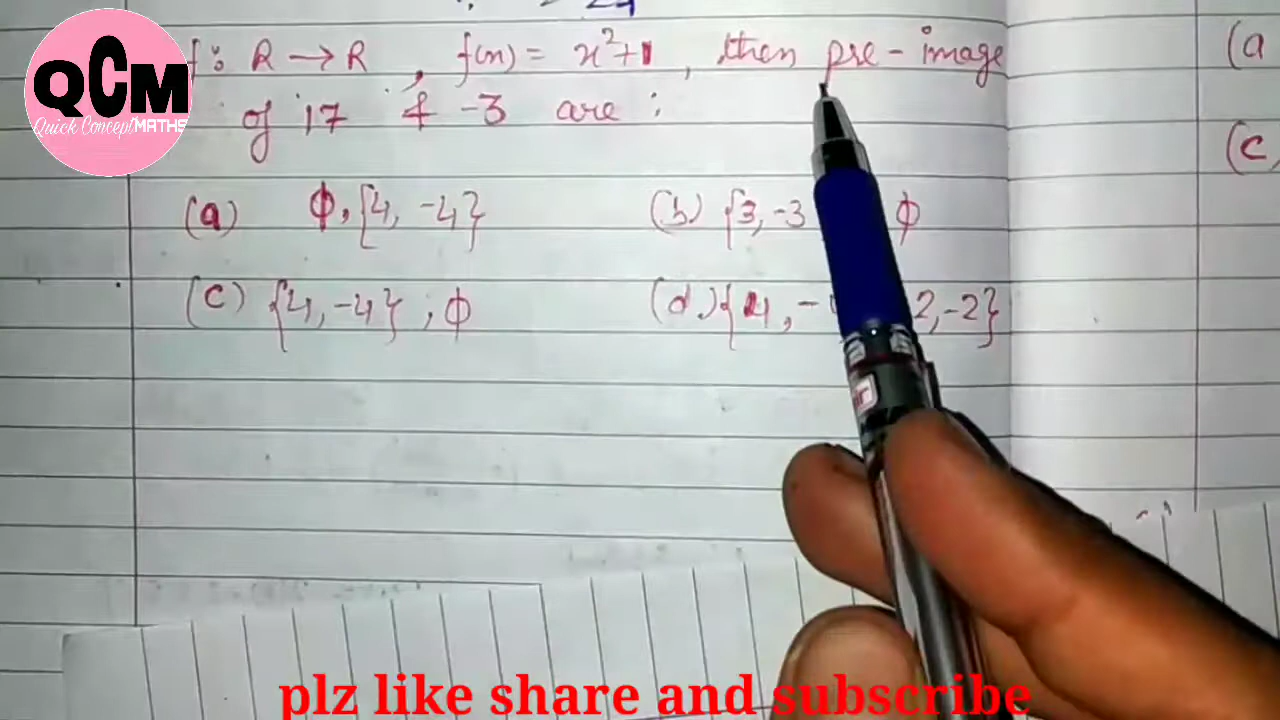 QCM
Quick Concept MATHS
f : R → R , f(x) = x²+1 , then pre-image
of 17 & -3 are :
(a) ϕ, {4, -4}
(b) {3, -3 ϕ
(c) {4, -4} ; ϕ
(d) {4, - 2, -2}
(a
(c
plz like share and subscribe